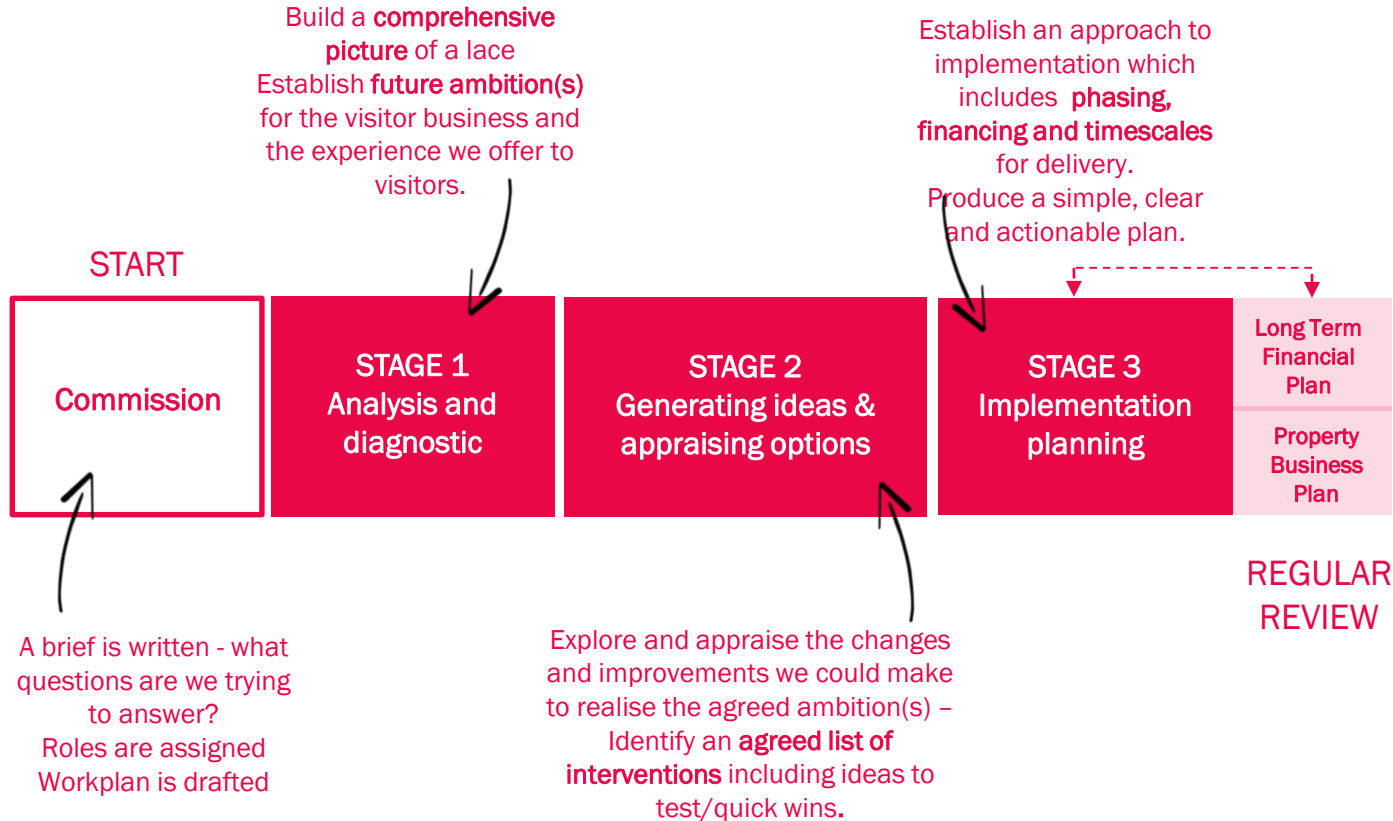 Build a comprehensive
picture of a lace
Establish future ambition(s)
for the visitor business and
the experience we offer to
visitors.
Establish an approach to
implementation which
includes phasing,
financing and timescales
for delivery.
Produce a simple, clear
and actionable plan.
START
Commission
STAGE 1
Analysis and
diagnostic
STAGE 2
Generating ideas &
appraising options
STAGE 3
Implementation
planning
Long Term
Financial
Plan
Property
Business
Plan
REGULAR
REVIEW
A brief is written - what
questions are we trying
to answer?
Roles are assigned
Workplan is drafted
Explore and appraise the changes
and improvements we could make
to realise the agreed ambition(s) –
Identify an agreed list of
interventions including ideas to
test/quick wins.